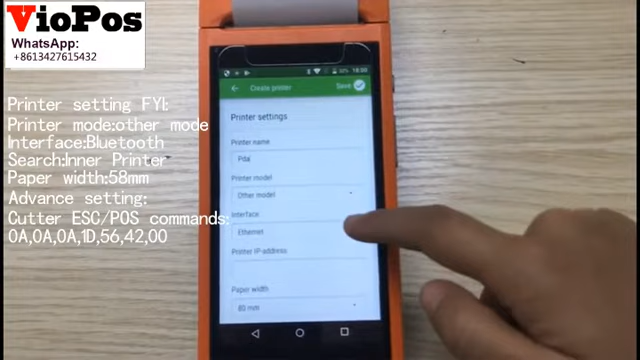 VioPos
WhatsApp:
+8613427615432
Printer setting FYI:
Printer mode:other mode
Interface:Bluetooth
Search:Inner Printer
Paper width:58mm
Advance setting:
Cutter ESC/POS commands:
0A,0A,0A,1D,56,42,00
18:00
Create printer
Save
Printer settings
Printer name
Pda
Printer model
Other model
Interface
Ethernet
Printer IP-address
Paper width
80 mm